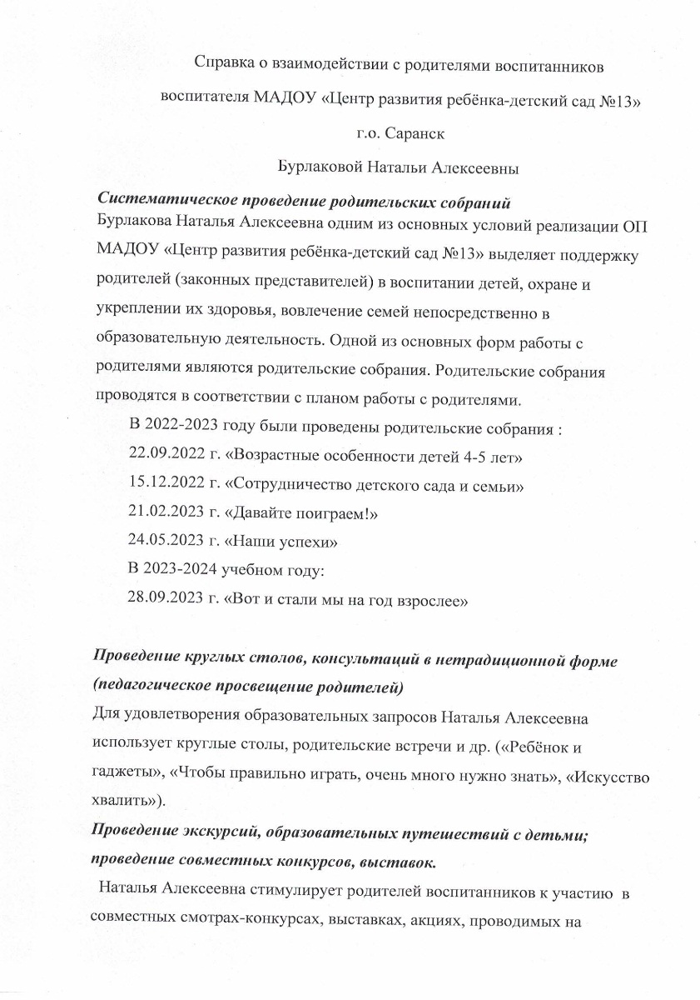 Справка о взаимодействии с родителями воспитанников
воспитателя МАДОУ «Центр развития ребёнка-детский сад №13»
г.о. Саранск
Бурлаковой Натальи Алексеевны
Систематическое проведение родительских собраний
Бурлакова Наталья Алексеевна одним из основных условий реализации ОП
МАДОУ «Центр развития ребёнка-детский сад №13» выделяет поддержку
родителей (законных представителей) в воспитании детей, охране и
укреплении их здоровья, вовлечение семей непосредственно в
образовательную деятельность. Одной из основных форм работы с
родителями являются родительские собрания. Родительские собрания
проводятся в соответствии с планом работы с родителями.
В 2022-2023 году были проведены родительские собрания :
22.09.2022 г. «Возрастные особенности детей 4-5 лет»
15.12.2022 г. «Сотрудничество детского сада и семьи»
21.02.2023 г. «Давайте поиграем!»
24.05.2023 г. «Наши успехи»
В 2023-2024 учебном году:
28.09.2023 г. «Вот и стали мы на год взрослее»
Проведение круглых столов, консультаций в нетрадиционной форме
(педагогическое просвещение родителей)
Для удовлетворения образовательных запросов Наталья Алексеевна
использует круглые столы, родительские встречи и др. («Ребёнок и
гаджеты», «Чтобы правильно играть, очень много нужно знать», «Искусство
хвалить»).
Проведение экскурсий, образовательных путешествий с детьми;
проведение совместных конкурсов, выставок.
Наталья Алексеевна стимулирует родителей воспитанников к участию в
совместных смотрах-конкурсах, выставках, акциях, проводимых на